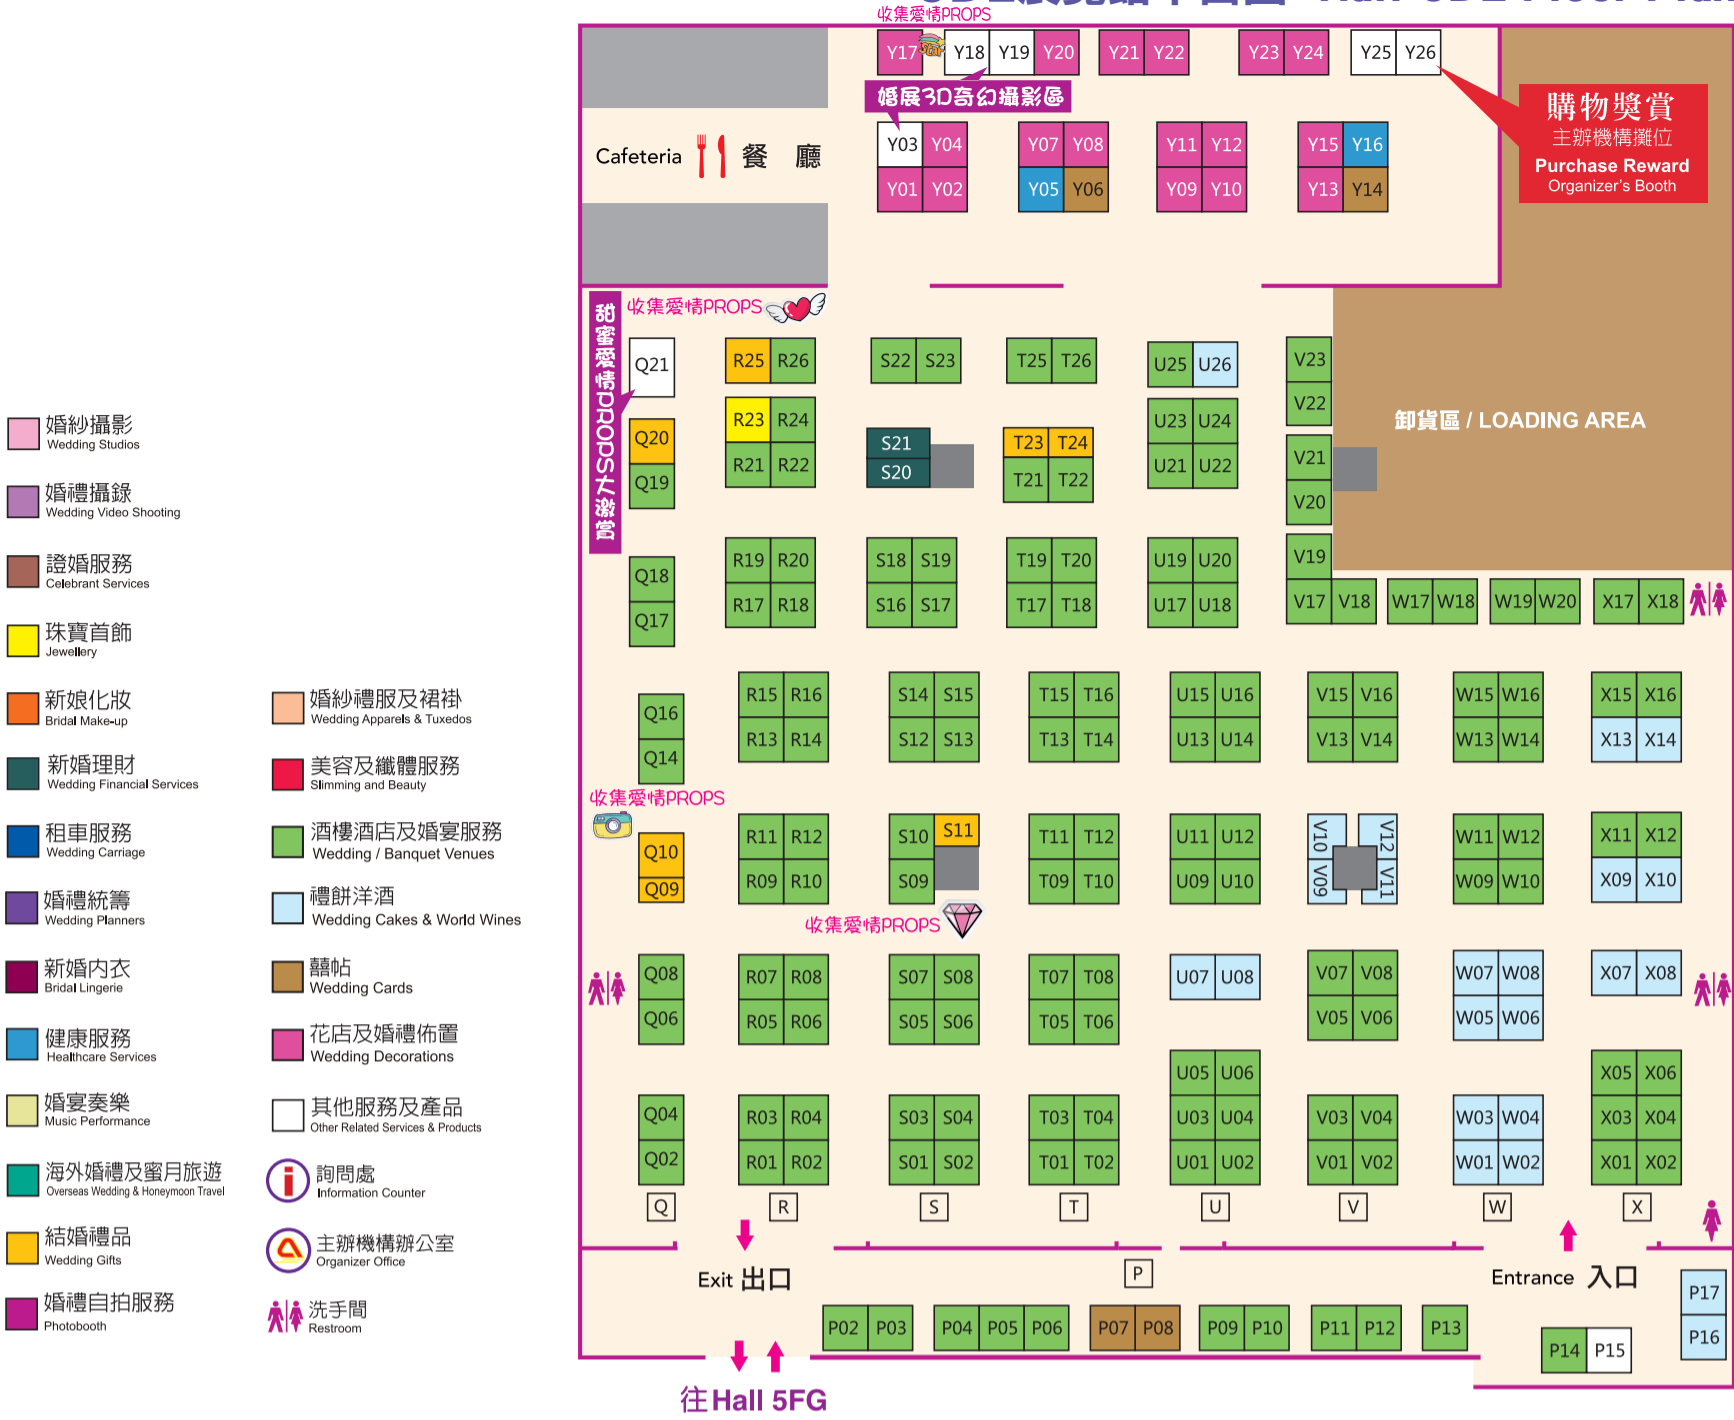 收集愛情PROPS
Y17
Star
Y18 Y19 Y20
Y21 Y22
Y23 Y24
Y25 Y26
婚展3D奇幻攝影區
購物獎賞
主辦機構攤位
Purchase Reward
Organizer's Booth
Cafeteria 餐 廳
Y03 Y04
Y07 Y08
Y11 Y12
Y15 Y16
Y01 Y02
Y05 Y06
Y09 Y10
Y13 Y14
甜蜜愛情PROPS大激賞
收集愛情PROPS
Q21
R25 R26
S22 S23
T25 T26
U25 U26
V23
V22
卸貨區 / LOADING AREA
Q20
Q19
R23 R24
R21 R22
S21
S20
T23 T24
T21 T22
U23 U24
U21 U22
V21
V20
Q18
Q17
R19 R20
R17 R18
S18 S19
S16 S17
T19 T20
T17 T18
U19 U20
U17 U18
V19
V17 V18
W17 W18
W19 W20
X17 X18
Q16
Q14
R15 R16
R13 R14
S14 S15
S12 S13
T15 T16
T13 T14
U15 U16
U13 U14
V15 V16
V13 V14
W15 W16
W13 W14
X15 X16
X13 X14
收集愛情PROPS
Q10
Q09
R11 R12
R09 R10
S10 S11
S09
T11 T12
T09 T10
U11 U12
U09 U10
V10 V12
V09 V11
W11 W12
W09 W10
X11 X12
X09 X10
收集愛情PROPS
Q08
Q06
R07 R08
R05 R06
S07 S08
S05 S06
T07 T08
T05 T06
U07 U08
V07 V08
V05 V06
W07 W08
W05 W06
X07 X08
Q04
Q02
R03 R04
R01 R02
S03 S04
S01 S02
T03 T04
T01 T02
U05 U06
U03 U04
U01 U02
V03 V04
V01 V02
W03 W04
W01 W02
X05 X06
X03 X04
X01 X02
Q R S T U V W X
Exit 出口
P
Entrance 入口
P02 P03
P04 P05 P06
P07 P08
P09 P10
P11 P12
P13
P14 P15
P17
P16
往 Hall 5FG
婚紗攝影
Wedding Studios
婚禮攝錄
Wedding Video Shooting
證婚服務
Celebrant Services
珠寶首飾
Jewellery
新娘化妝
Bridal Make-up
新婚理財
Wedding Financial Services
租車服務
Wedding Carriage
婚禮統籌
Wedding Planners
新婚內衣
Bridal Lingerie
健康服務
Healthcare Services
婚宴奏樂
Music Performance
海外婚禮及蜜月旅遊
Overseas Wedding & Honeymoon Travel
結婚禮品
Wedding Gifts
婚禮自拍服務
Photobooth
婚紗禮服及裙褂
Wedding Apparels & Tuxedos
美容及纖體服務
Slimming and Beauty
酒樓酒店及婚宴服務
Wedding / Banquet Venues
禮餅洋酒
Wedding Cakes & World Wines
囍帖
Wedding Cards
花店及婚禮佈置
Wedding Decorations
其他服務及產品
Other Related Services & Products
詢問處
Information Counter
主辦機構辦公室
Organizer Office
洗手間
Restroom